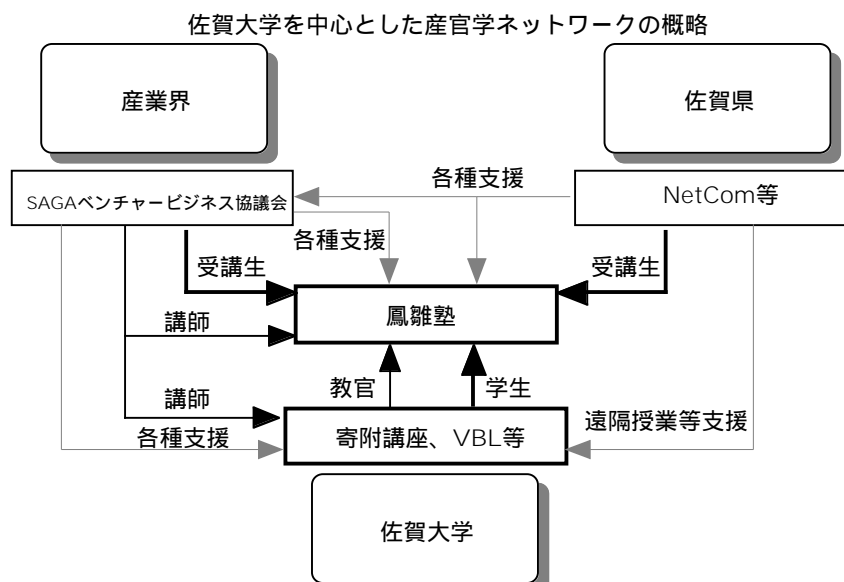 佐賀大学を中心とした産官学ネットワークの概略
産業界
佐賀県
SAGAベンチャービジネス協議会
各種支援
NetCom等
各種支援
受講生
受講生
鳳雛塾
講師
教官
学生
講師
各種支援
寄附講座、VBL等
遠隔授業等支援
佐賀大学